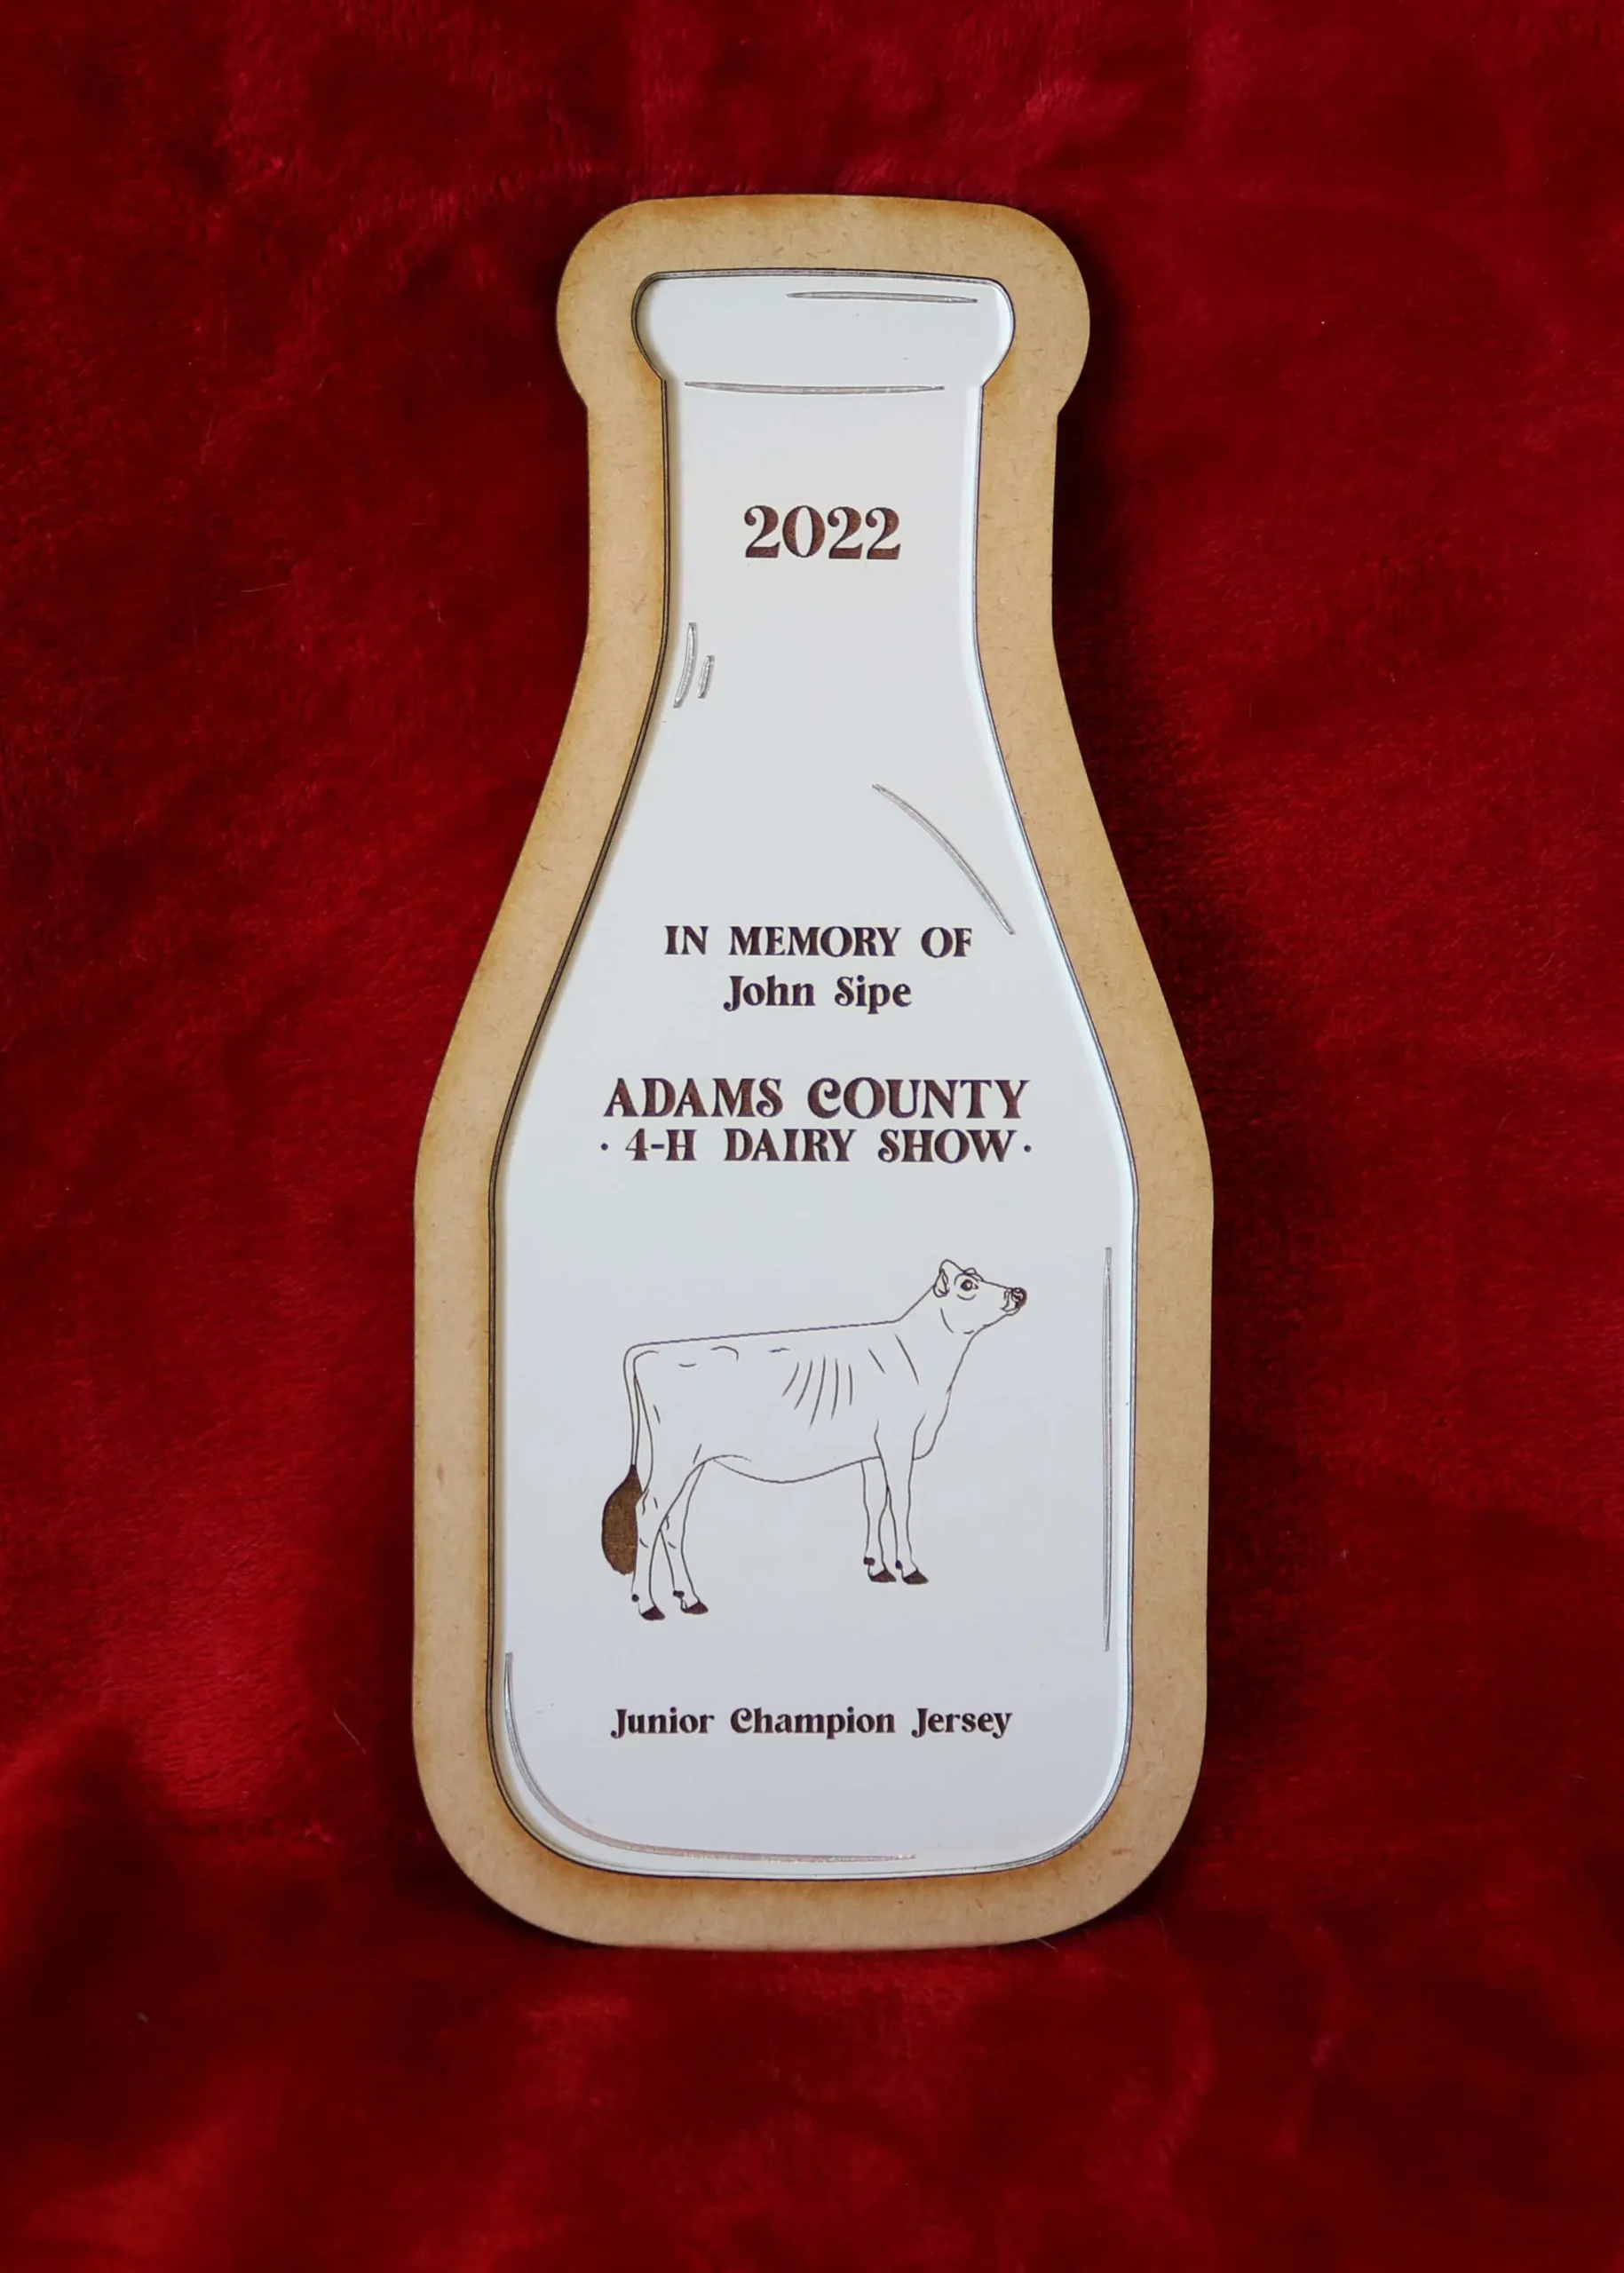 2022
IN MEMORY OF
John Sipe
ADAMS COUNTY
· 4-H DAIRY SHOW ·
Junior Champion Jersey